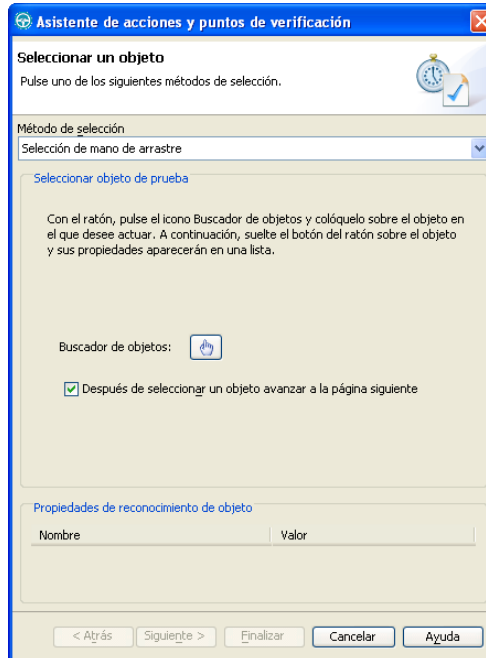 Asistente de acciones y puntos de verificación
Seleccionar un objeto
Pulse uno de los siguientes métodos de selección.
Método de selección
Selección de mano de arrastre
Seleccionar objeto de prueba
Con el ratón, pulse el icono Buscador de objetos y colóquelo sobre el objeto en
el que desee actuar. A continuación, suelte el botón del ratón sobre el objeto
y sus propiedades aparecerán en una lista.
Buscador de objetos:
Después de seleccionar un objeto avanzar a la página siguiente
Propiedades de reconocimiento de objeto
Nombre Valor
< Atrás Siguiente > Finalizar Cancelar Ayuda